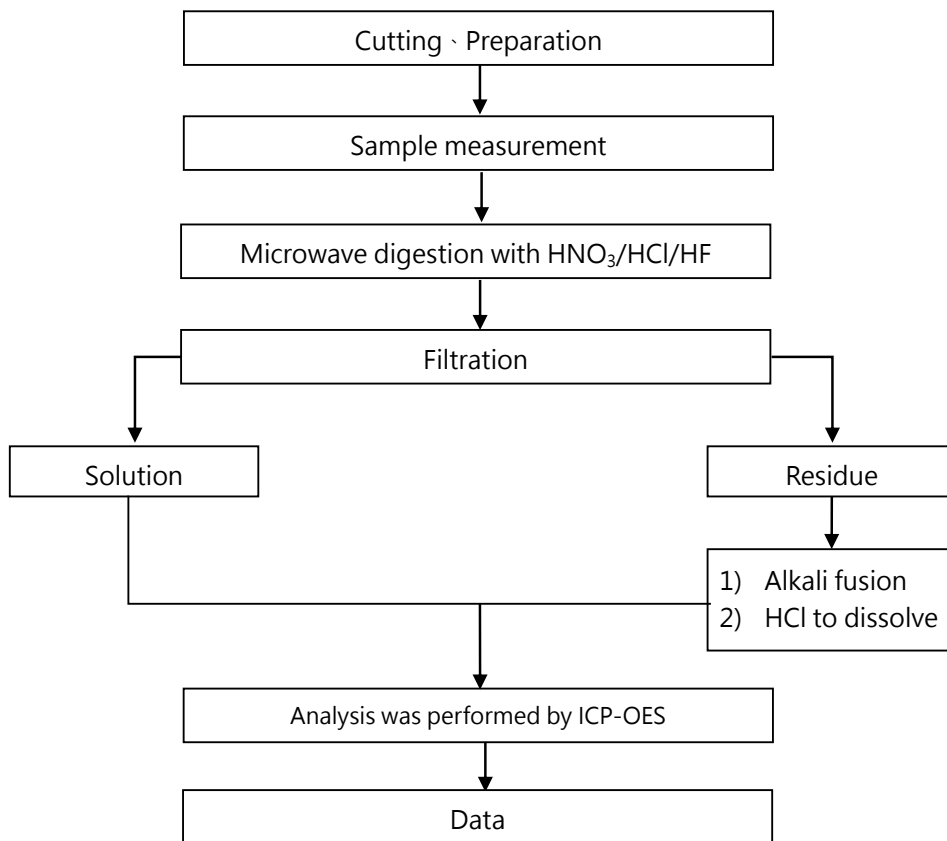 Cutting、Preparation
Sample measurement
Microwave digestion with HNO₃/HCl/HF
Filtration
Solution
Residue
1) Alkali fusion
2) HCl to dissolve
Analysis was performed by ICP-OES
Data